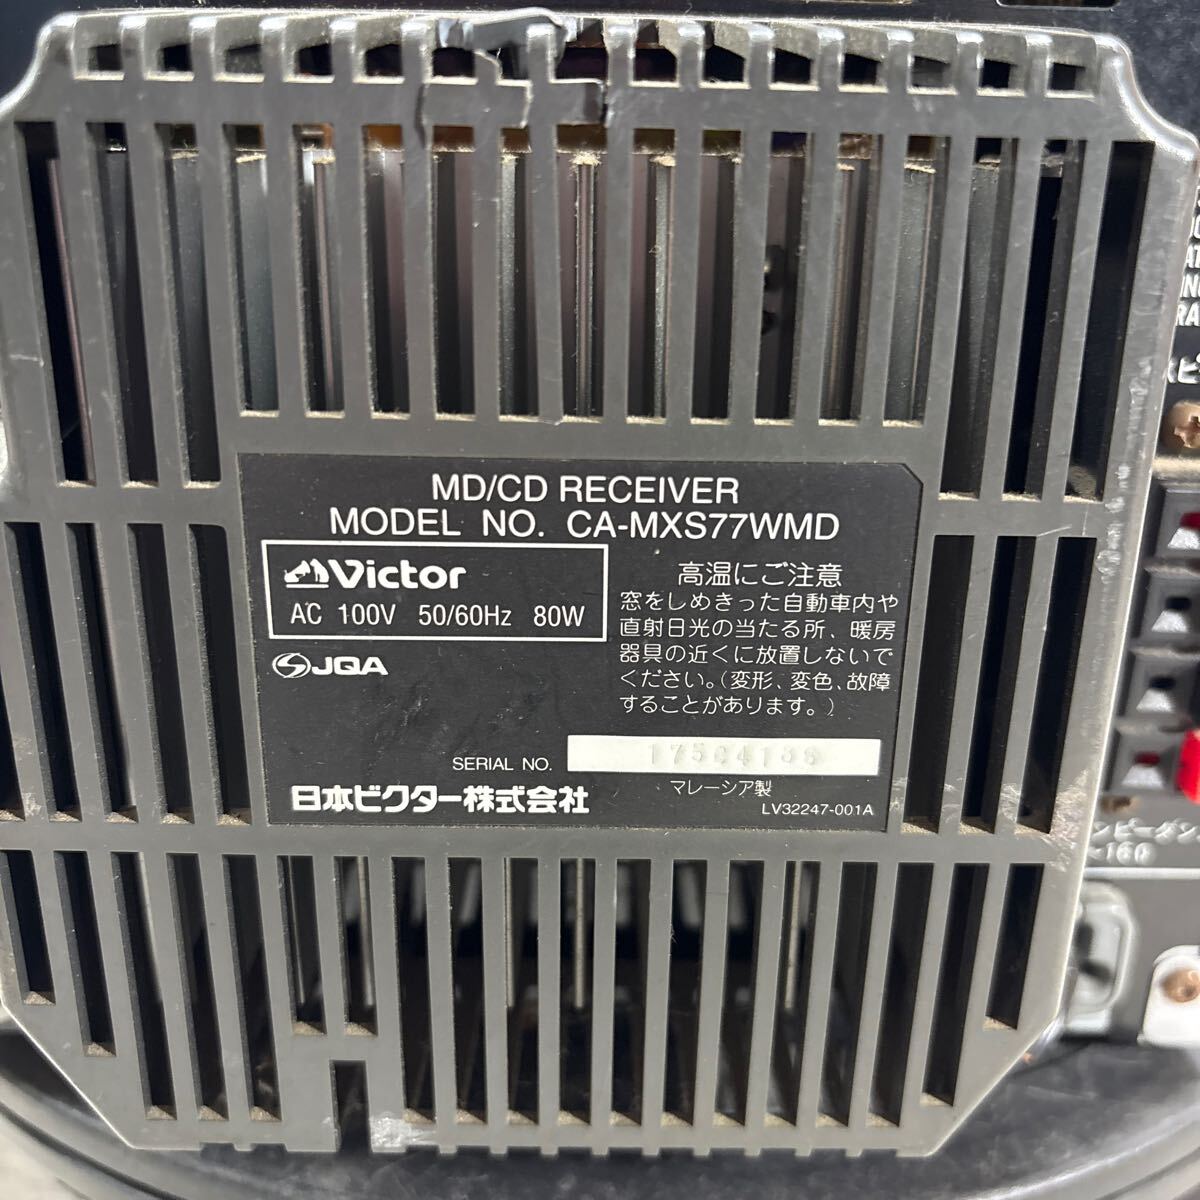 MD/CD RECEIVER
MODEL NO. CA-MXS77WMD
Victor
AC 100V 50/60Hz 80W
JQA
高温にご注意
窓をしめきった自動車内や
直射日光の当たる所、暖房
器具の近くに放置しないで
ください。（変形、変色、故障
することがあります。）
SERIAL NO.
日本ビクター株式会社
マレーシア製
LV32247-001A